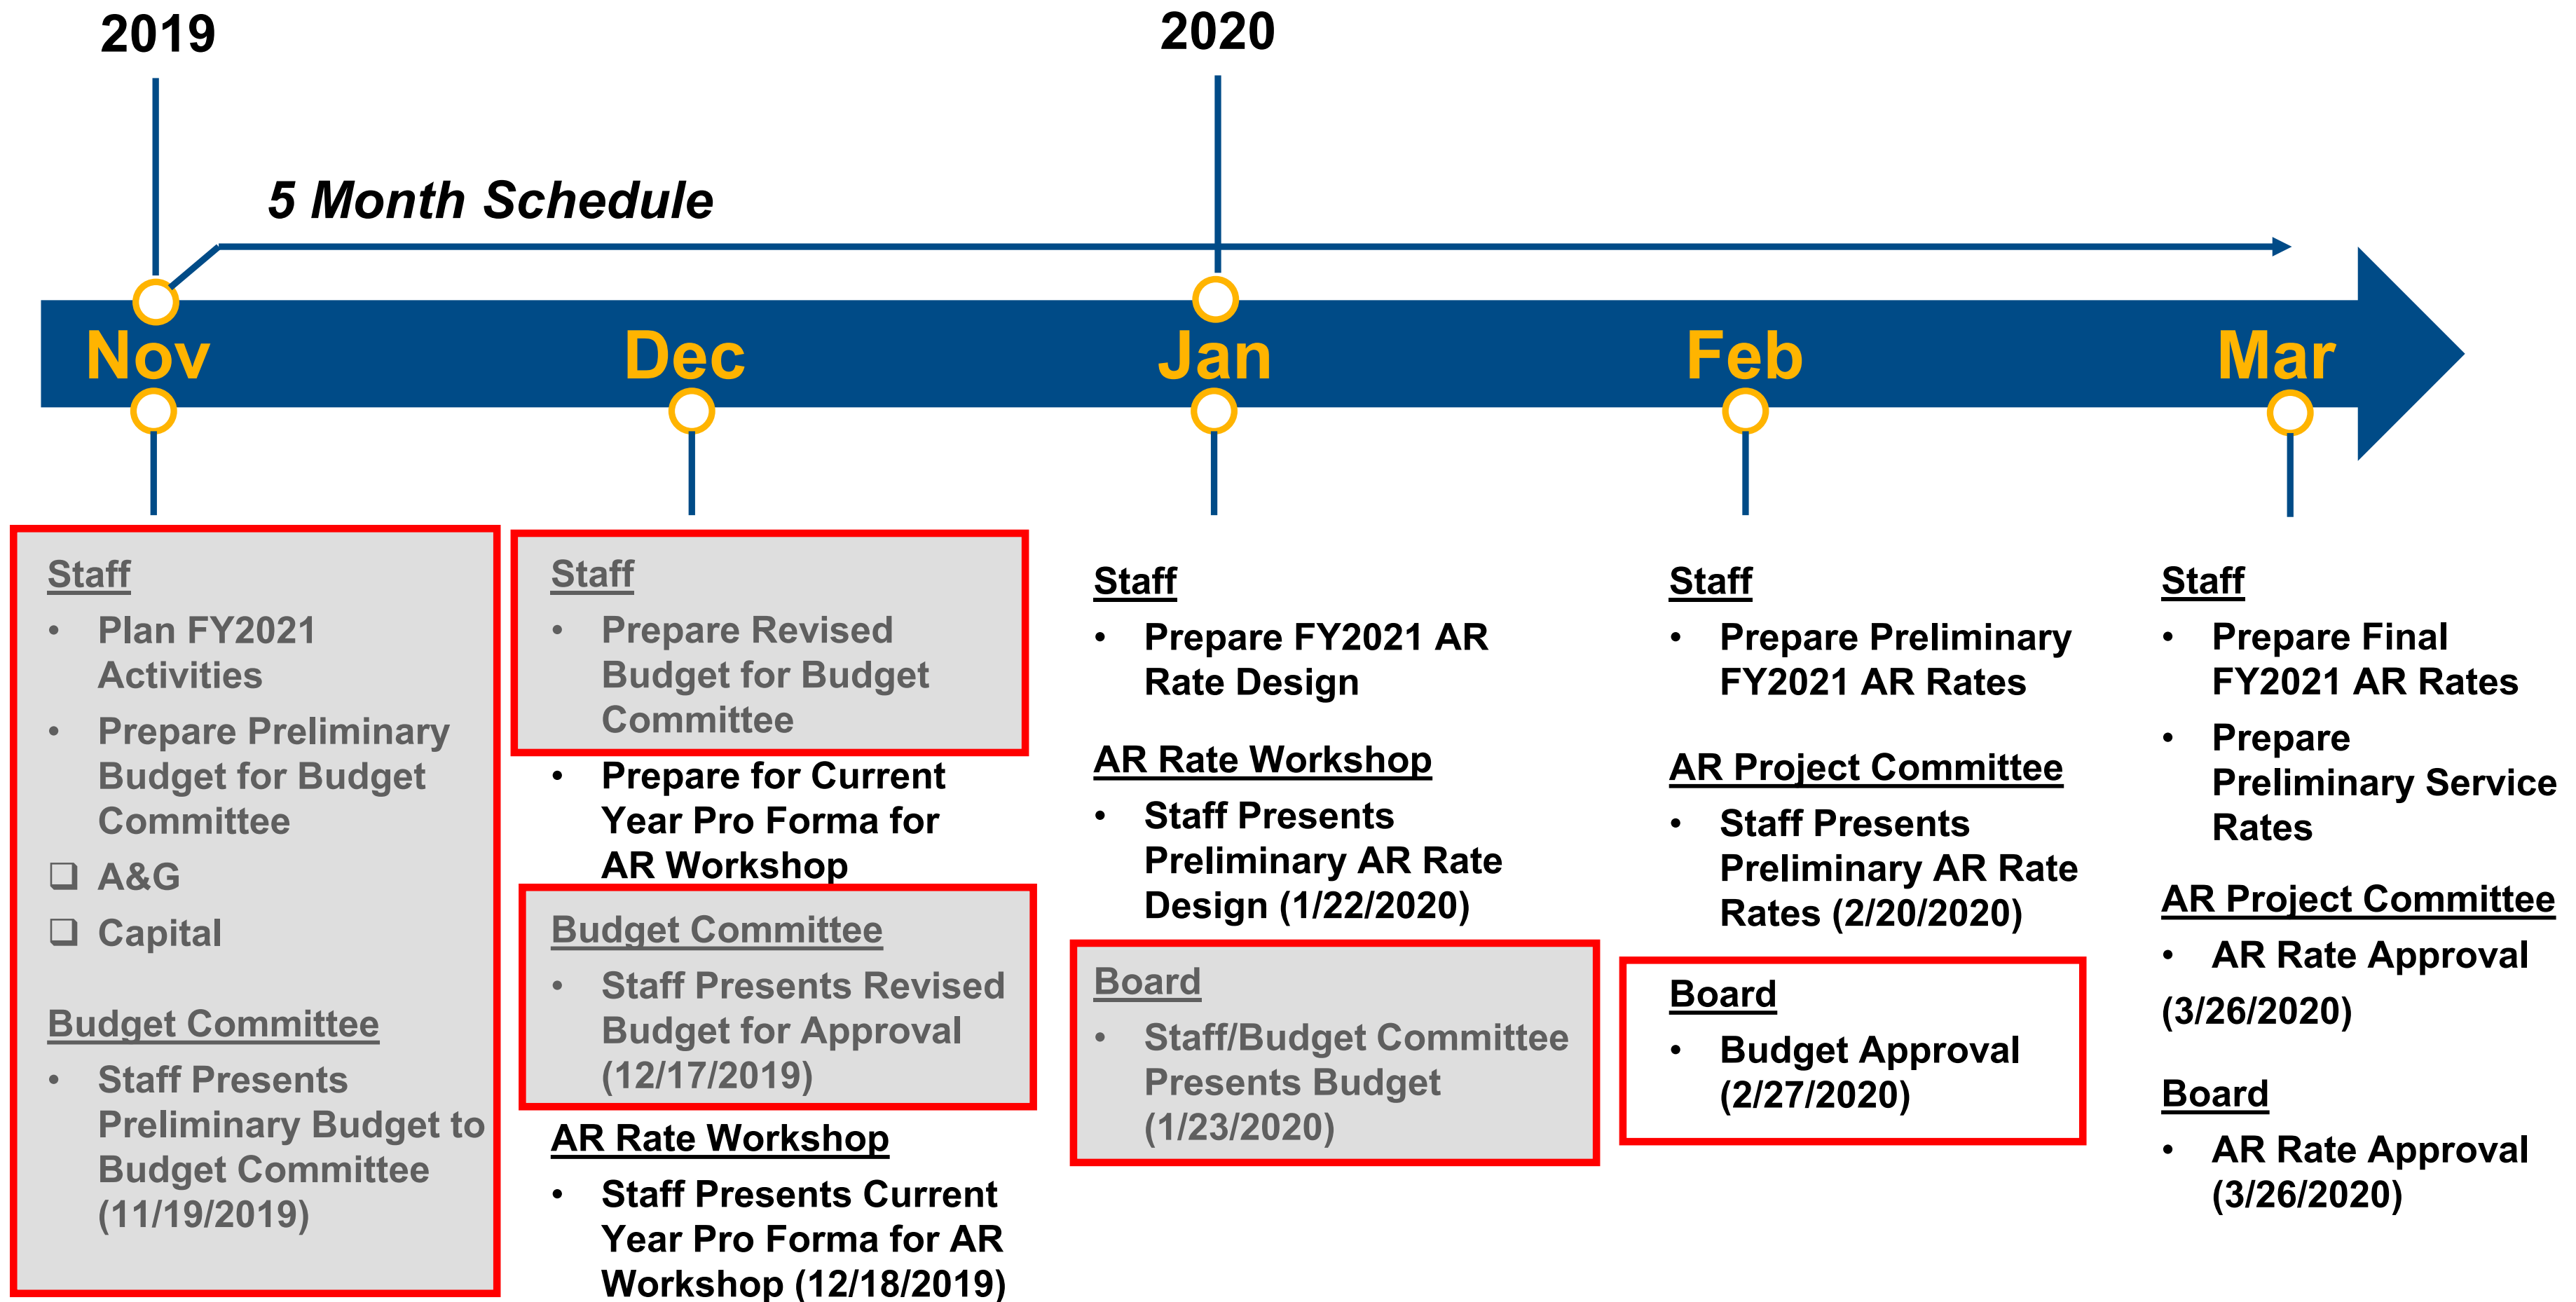 2019
2020
5 Month Schedule
Nov
Dec
Jan
Feb
Mar
Staff
• Plan FY2021
Activities
• Prepare Preliminary
Budget for Budget
Committee
❑ A&G
❑ Capital
Budget Committee
• Staff Presents
Preliminary Budget to
Budget Committee
(11/19/2019)
Staff
• Prepare Revised
Budget for Budget
Committee
• Prepare for Current
Year Pro Forma for
AR Workshop
Budget Committee
• Staff Presents Revised
Budget for Approval
(12/17/2019)
AR Rate Workshop
• Staff Presents Current
Year Pro Forma for AR
Workshop (12/18/2019)
Staff
• Prepare FY2021 AR
Rate Design
AR Rate Workshop
• Staff Presents
Preliminary AR Rate
Design (1/22/2020)
Board
• Staff/Budget Committee
Presents Budget
(1/23/2020)
Staff
• Prepare Preliminary
FY2021 AR Rates
AR Project Committee
• Staff Presents
Preliminary AR Rate
Rates (2/20/2020)
Board
• Budget Approval
(2/27/2020)
Staff
• Prepare Final
FY2021 AR Rates
• Prepare
Preliminary Service
Rates
AR Project Committee
• AR Rate Approval
(3/26/2020)
Board
• AR Rate Approval
(3/26/2020)